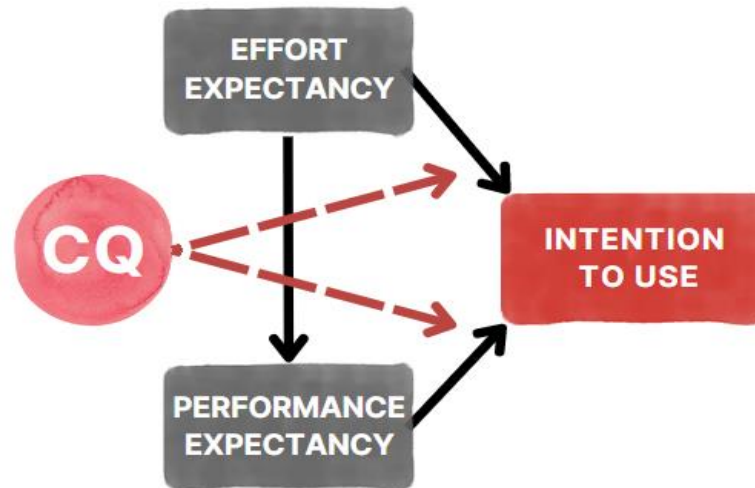 EFFORT
EXPECTANCY
CQ
INTENTION
TO USE
PERFORMANCE
EXPECTANCY